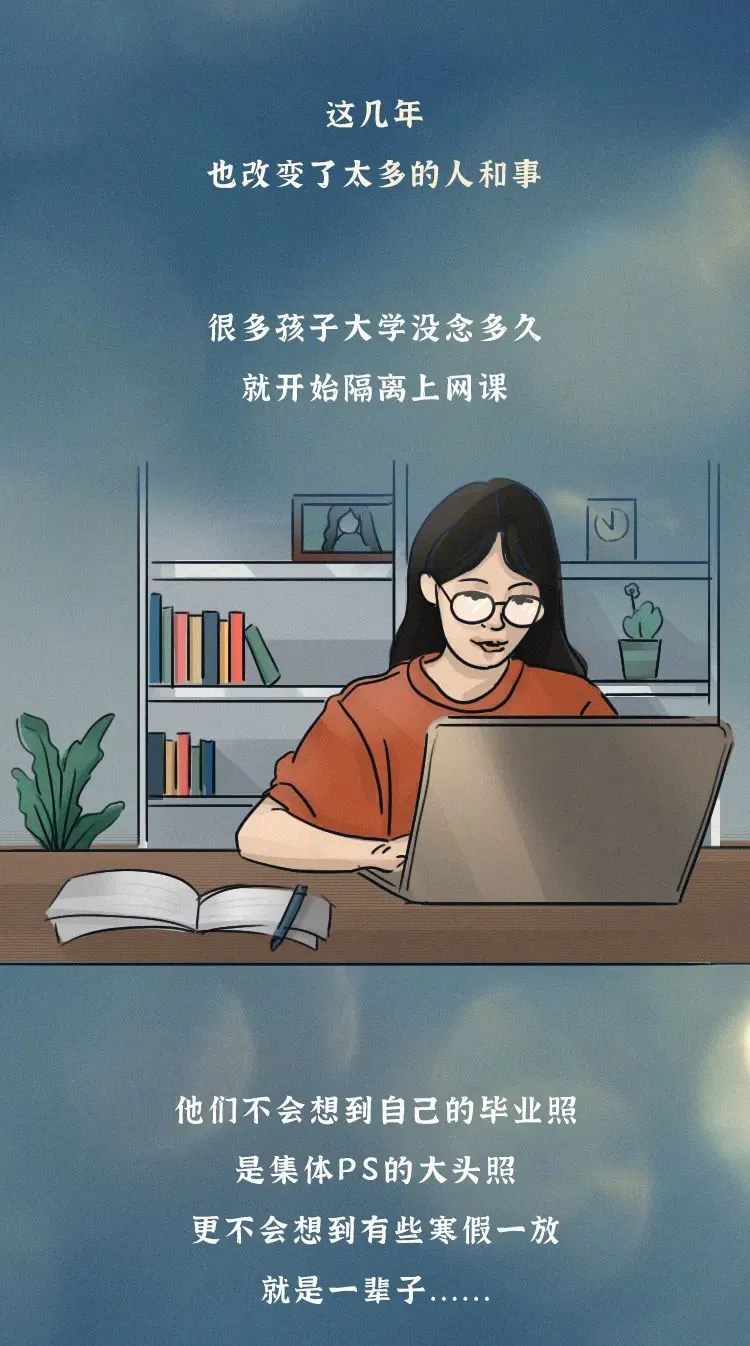 这几年
也改变了太多的人和事
很多孩子大学没念多久
就开始隔离上网课
他们不会想到自己的毕业照
是集体PS的大头照
更不会想到有些寒假一放
就是一辈子……